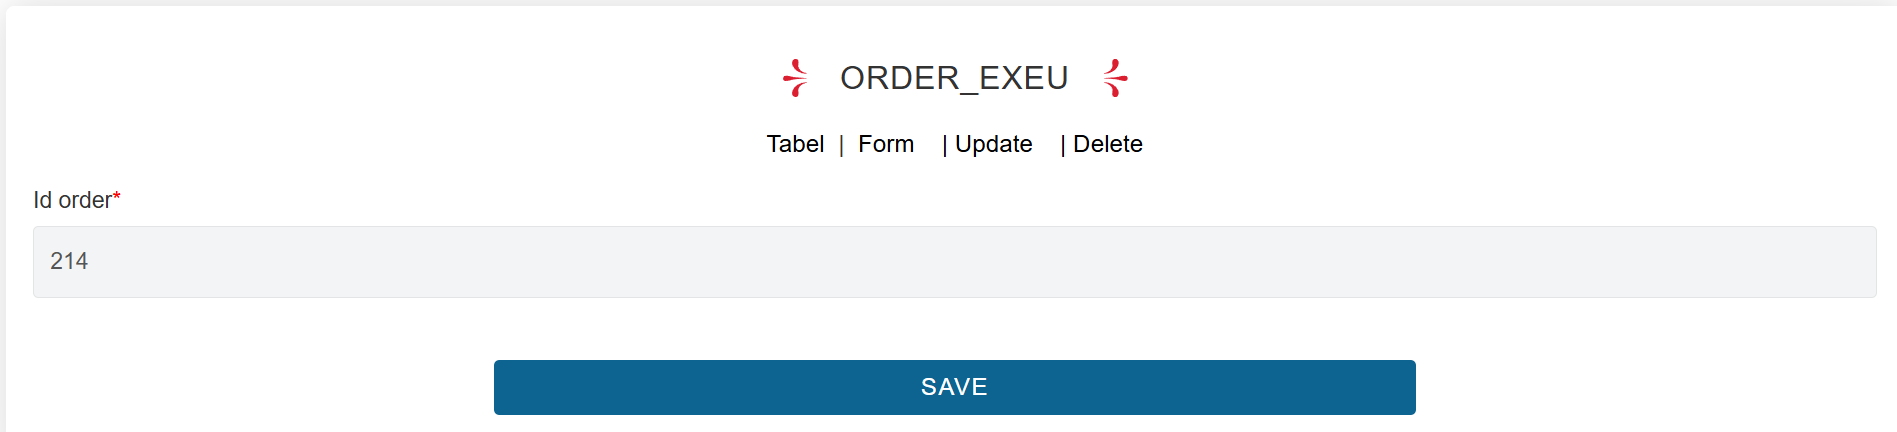 ORDER_EXEU
Tabel | Form | Update | Delete
Id order*
214
SAVE